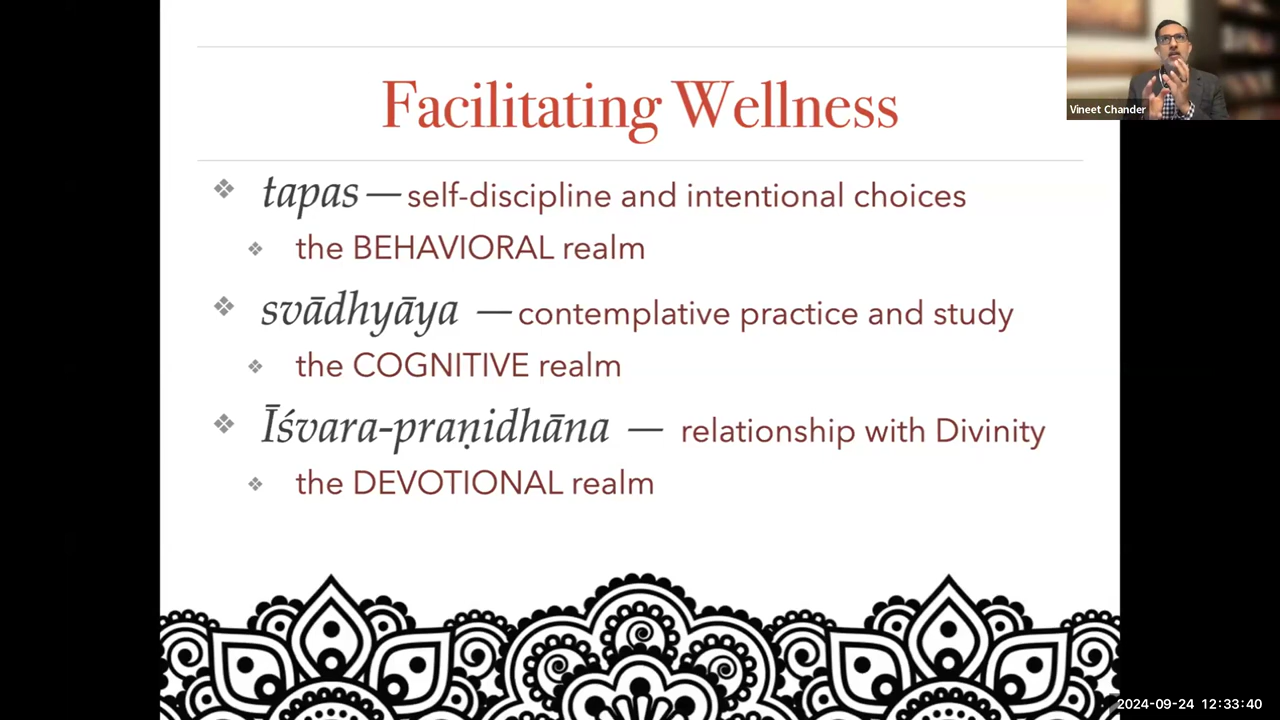 Facilitating Wellness
Vineet Chander
❖ tapas — self-discipline and intentional choices
❖ the BEHAVIORAL realm
❖ svādhyāya — contemplative practice and study
❖ the COGNITIVE realm
❖ Īśvara-praṇidhāna — relationship with Divinity
❖ the DEVOTIONAL realm
2024-09-24 12:33:40